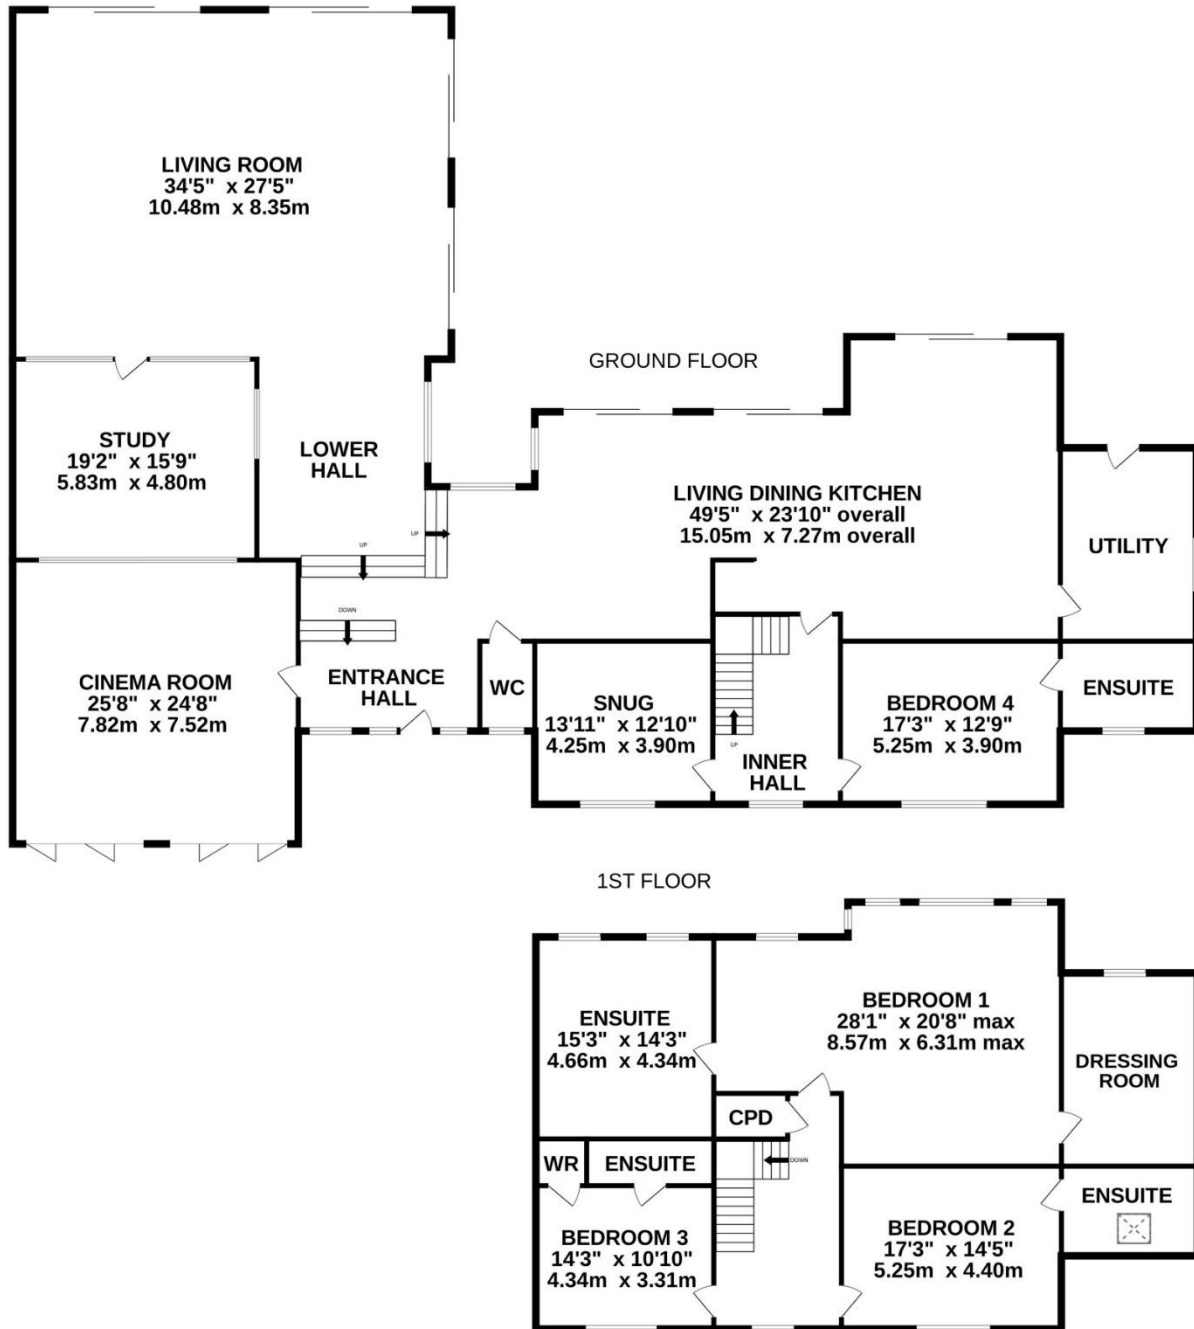 LIVING ROOM
34'5" x 27'5"
10.48m x 8.35m
GROUND FLOOR
STUDY
19'2" x 15'9"
5.83m x 4.80m
LOWER
HALL
UP
UP
LIVING DINING KITCHEN
49'5" x 23'10" overall
15.05m x 7.27m overall
UTILITY
DOWN
CINEMA ROOM
25'8" x 24'8"
7.82m x 7.52m
ENTRANCE
HALL
WC
SNUG
13'11" x 12'10"
4.25m x 3.90m
UP
INNER
HALL
BEDROOM 4
17'3" x 12'9"
5.25m x 3.90m
ENSUITE
1ST FLOOR
ENSUITE
15'3" x 14'3"
4.66m x 4.34m
BEDROOM 1
28'1" x 20'8" max
8.57m x 6.31m max
DRESSING
ROOM
CPD
WR
ENSUITE
DOWN
BEDROOM 3
14'3" x 10'10"
4.34m x 3.31m
BEDROOM 2
17'3" x 14'5"
5.25m x 4.40m
ENSUITE